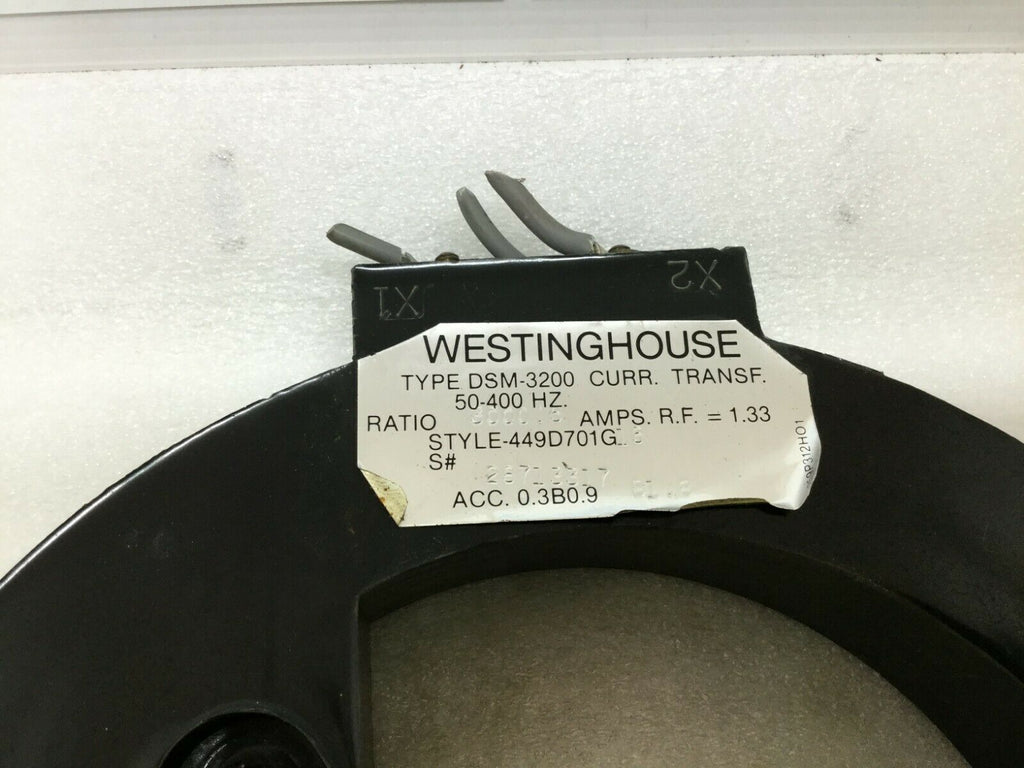 X1
X2
WESTINGHOUSE
TYPE DSM-3200 CURR. TRANSF.
50-400 HZ.
RATIO AMPS. R.F. = 1.33
STYLE-449D701G
S#
ACC. 0.3B0.9